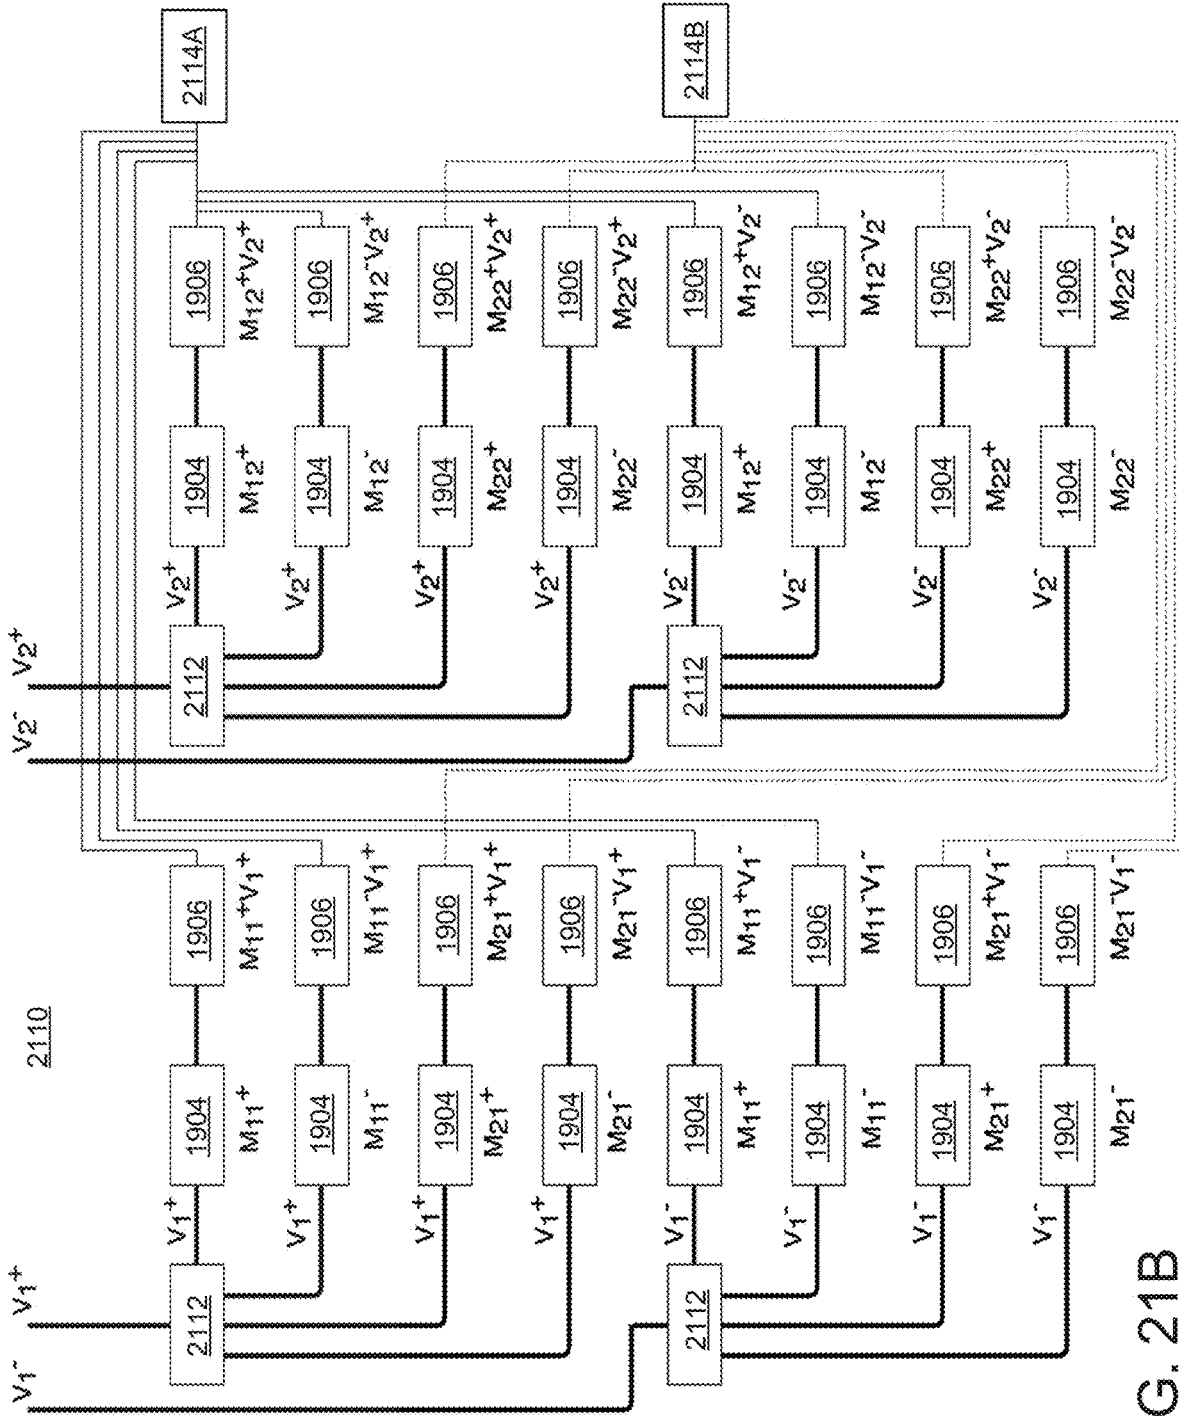 V₁⁻ V₁⁺ 2110 V₂⁻ V₂⁺
2112 V₁⁺ 1904 1906 2112 V₂⁺ 1904 1906 2114A
M₁₁⁺ M₁₁⁺V₁⁺ M₁₂⁺ M₁₂⁺V₂⁺
V₁⁺ 1904 1906 V₂⁺ 1904 1906
M₁₁⁻ M₁₁⁻V₁⁺ M₁₂⁻ M₁₂⁻V₂⁺
V₁⁺ 1904 1906 V₂⁺ 1904 1906
M₂₁⁺ M₂₁⁺V₁⁺ M₂₂⁺ M₂₂⁺V₂⁺
V₁⁺ 1904 1906 V₂⁺ 1904 1906
M₂₁⁻ M₂₁⁻V₁⁺ M₂₂⁻ M₂₂⁻V₂⁺
2112 V₁⁻ 1904 1906 2112 V₂⁻ 1904 1906 2114B
M₁₁⁺ M₁₁⁺V₁⁻ M₁₂⁺ M₁₂⁺V₂⁻
V₁⁻ 1904 1906 V₂⁻ 1904 1906
M₁₁⁻ M₁₁⁻V₁⁻ M₁₂⁻ M₁₂⁻V₂⁻
V₁⁻ 1904 1906 V₂⁻ 1904 1906
M₂₁⁺ M₂₁⁺V₁⁻ M₂₂⁺ M₂₂⁺V₂⁻
V₁⁻ 1904 1906 V₂⁻ 1904 1906
M₂₁⁻ M₂₁⁻V₁⁻ M₂₂⁻ M₂₂⁻V₂⁻
G. 21B